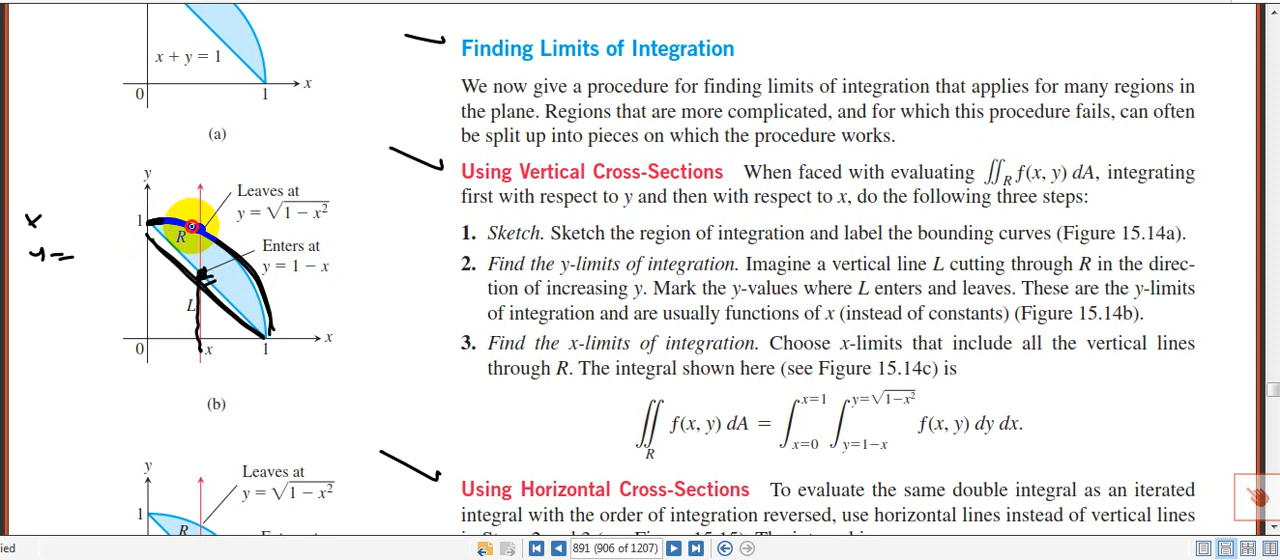 x + y = 1
0
1
x
(a)
y
1
R
Leaves at
y = √1 − x²
Enters at
y = 1 − x
L
0
x
1
x
(b)
y
Leaves at
y = √1 − x²
1
R
x
y =
Finding Limits of Integration
We now give a procedure for finding limits of integration that applies for many regions in
the plane. Regions that are more complicated, and for which this procedure fails, can often
be split up into pieces on which the procedure works.
Using Vertical Cross-Sections When faced with evaluating ∬R f(x, y) dA, integrating
first with respect to y and then with respect to x, do the following three steps:
1. Sketch. Sketch the region of integration and label the bounding curves (Figure 15.14a).
2. Find the y-limits of integration. Imagine a vertical line L cutting through R in the direc-
tion of increasing y. Mark the y-values where L enters and leaves. These are the y-limits
of integration and are usually functions of x (instead of constants) (Figure 15.14b).
3. Find the x-limits of integration. Choose x-limits that include all the vertical lines
through R. The integral shown here (see Figure 15.14c) is
∬R f(x, y) dA = ∫x=0x=1 ∫y=1−xy=√1−x² f(x, y) dy dx.
Using Horizontal Cross-Sections To evaluate the same double integral as an iterated
integral with the order of integration reversed, use horizontal lines instead of vertical lines
891 (906 of 1207)